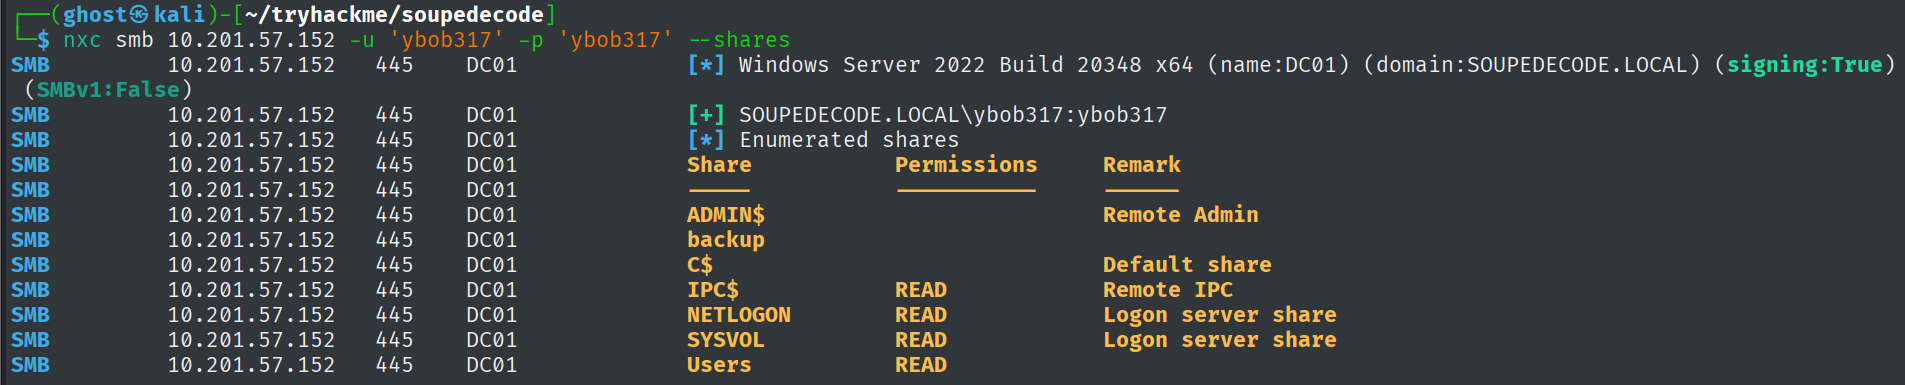 ┌──(ghost㉿kali)-[~/tryhackme/soupedecode]
└─$ nxc smb 10.201.57.152 -u 'ybob317' -p 'ybob317' --shares
SMB 10.201.57.152 445 DC01 [*] Windows Server 2022 Build 20348 x64 (name:DC01) (domain:SOUPEDECODE.LOCAL) (signing:True)
(SMBv1:False)
SMB 10.201.57.152 445 DC01 [+] SOUPEDECODE.LOCAL\ybob317:ybob317
SMB 10.201.57.152 445 DC01 [*] Enumerated shares
SMB 10.201.57.152 445 DC01 Share Permissions Remark
SMB 10.201.57.152 445 DC01 ----- ----------- ------
SMB 10.201.57.152 445 DC01 ADMIN$ Remote Admin
SMB 10.201.57.152 445 DC01 backup
SMB 10.201.57.152 445 DC01 C$ Default share
SMB 10.201.57.152 445 DC01 IPC$ READ Remote IPC
SMB 10.201.57.152 445 DC01 NETLOGON READ Logon server share
SMB 10.201.57.152 445 DC01 SYSVOL READ Logon server share
SMB 10.201.57.152 445 DC01 Users READ